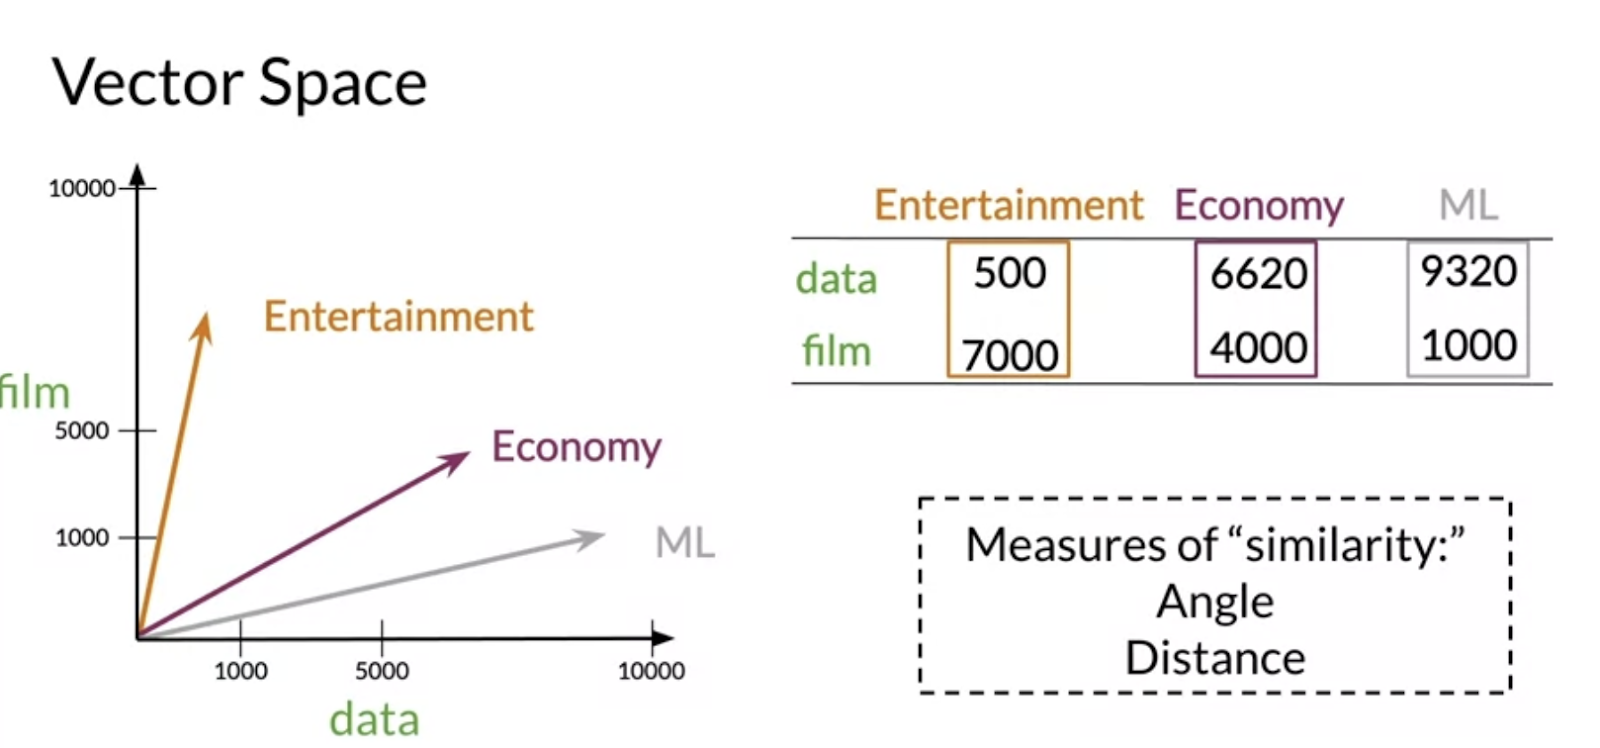 Vector Space
10000
Entertainment
film
5000
Economy
1000
ML
1000 5000 10000
data
Entertainment Economy ML
data 500 6620 9320
film 7000 4000 1000
Measures of “similarity:”
Angle
Distance